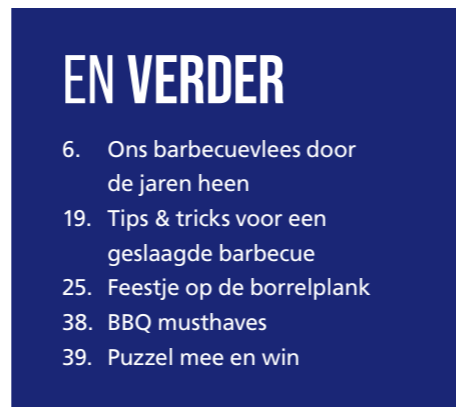 EN VERDER
6. Ons barbecuevlees door
de jaren heen
19. Tips & tricks voor een
geslaagde barbecue
25. Feestje op de borrelplank
38. BBQ musthaves
39. Puzzel mee en win